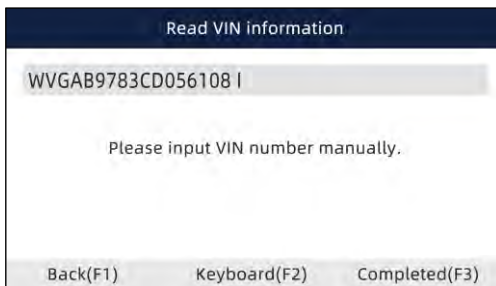 Read VIN information
WVGAB9783CD056108
Please input VIN number manually.
Back(F1) Keyboard(F2) Completed(F3)